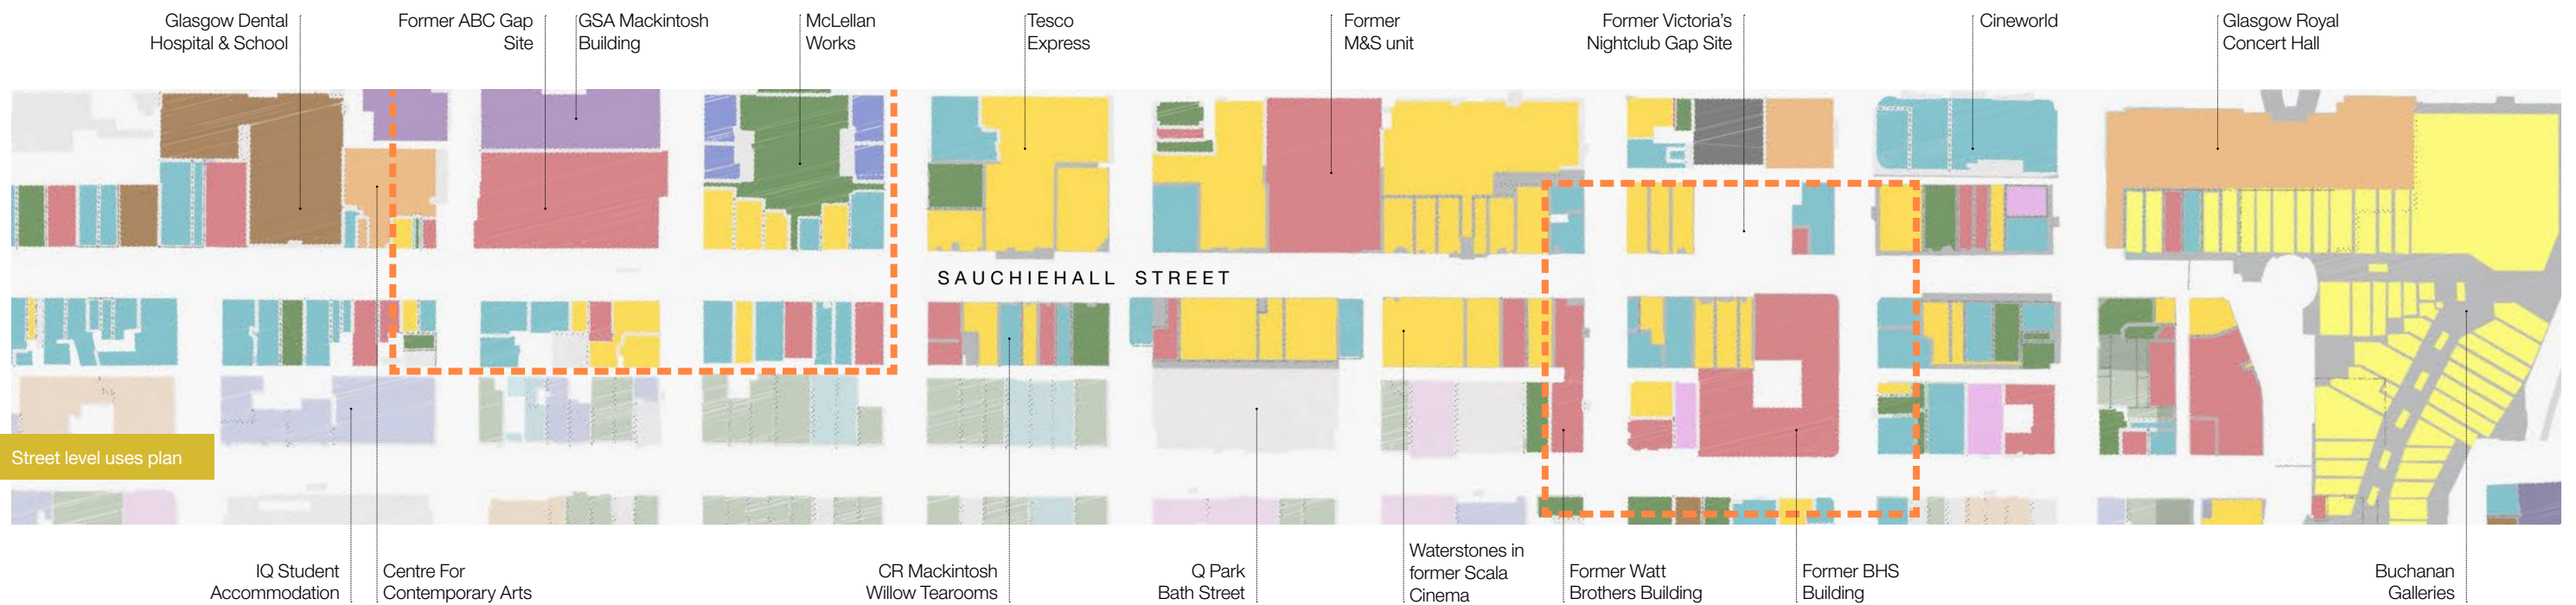 Glasgow Dental
Hospital & School
Former ABC Gap
Site
GSA Mackintosh
Building
McLellan
Works
Tesco
Express
Former
M&S unit
Former Victoria's
Nightclub Gap Site
Cineworld
Glasgow Royal
Concert Hall
SAUCHIEHALL STREET
Street level uses plan
IQ Student
Accommodation
Centre For
Contemporary Arts
CR Mackintosh
Willow Tearooms
Q Park
Bath Street
Waterstones in
former Scala
Cinema
Former Watt
Brothers Building
Former BHS
Building
Buchanan
Galleries